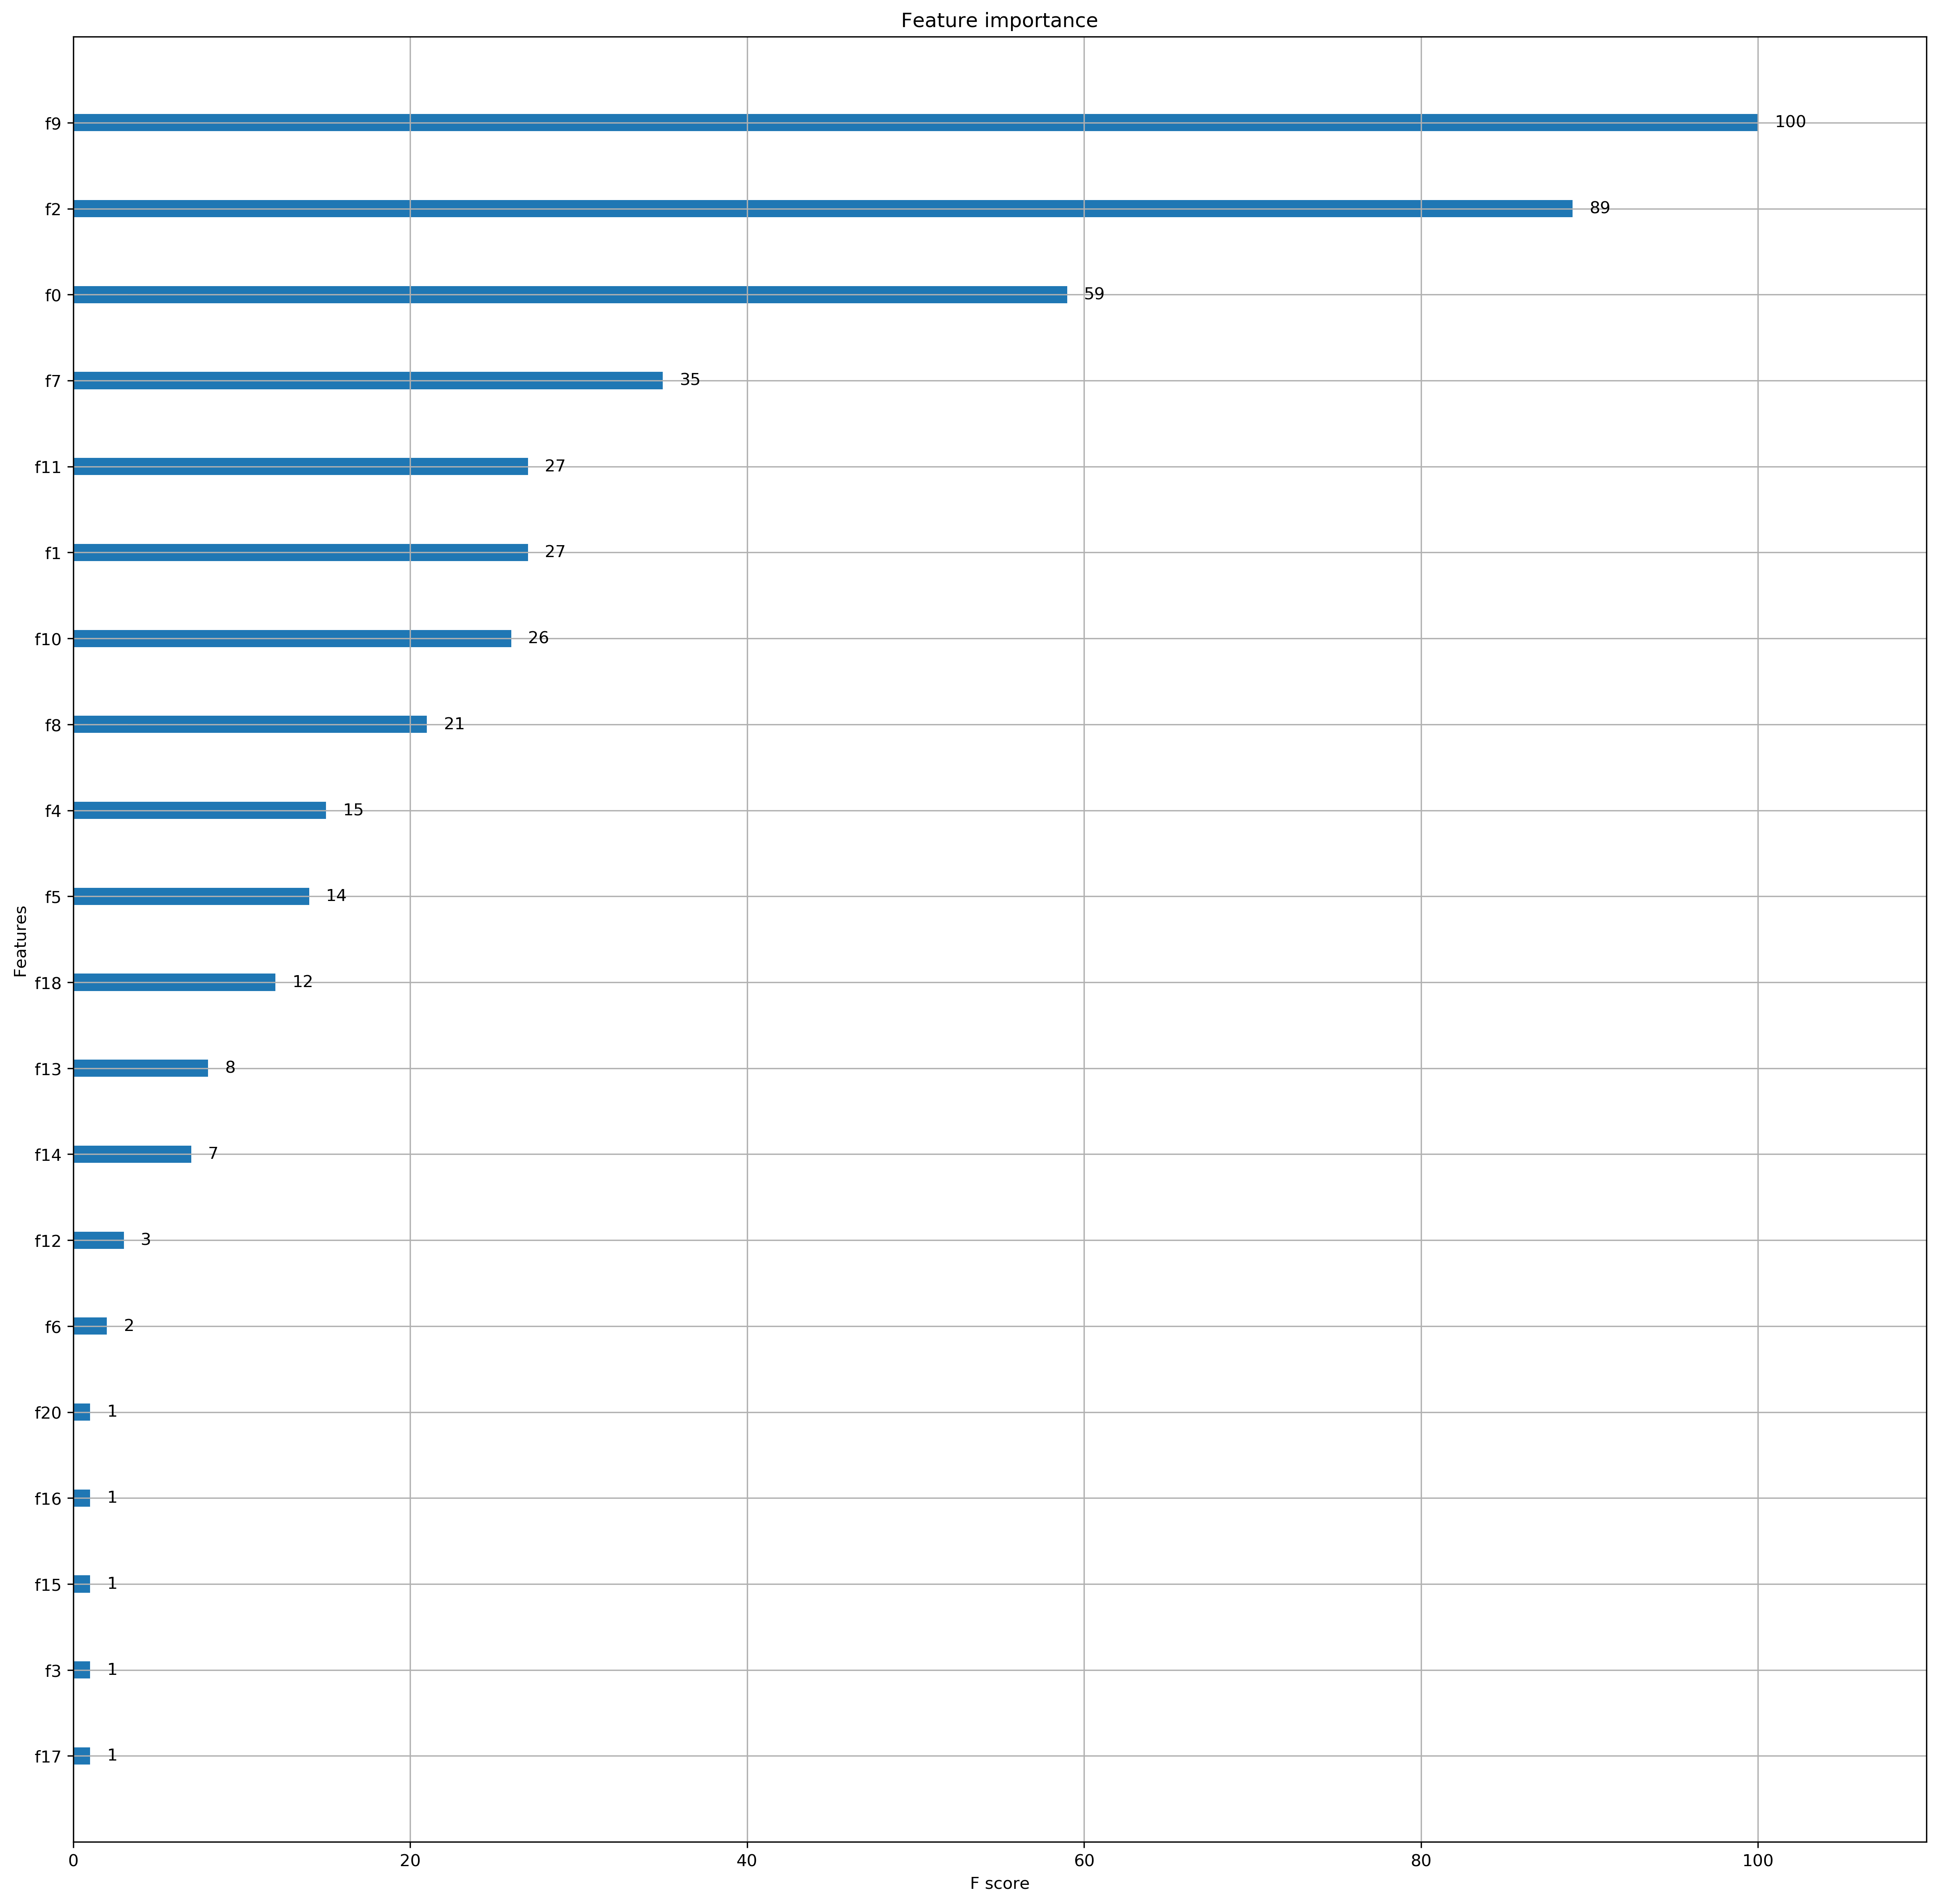 Feature importance
f9 100
f2 89
f0 59
f7 35
f11 27
f1 27
f10 26
f8 21
f4 15
f5 14
Features
f18 12
f13 8
f14 7
f12 3
f6 2
f20 1
f16 1
f15 1
f3 1
f17 1
0 20 40 60 80 100
F score